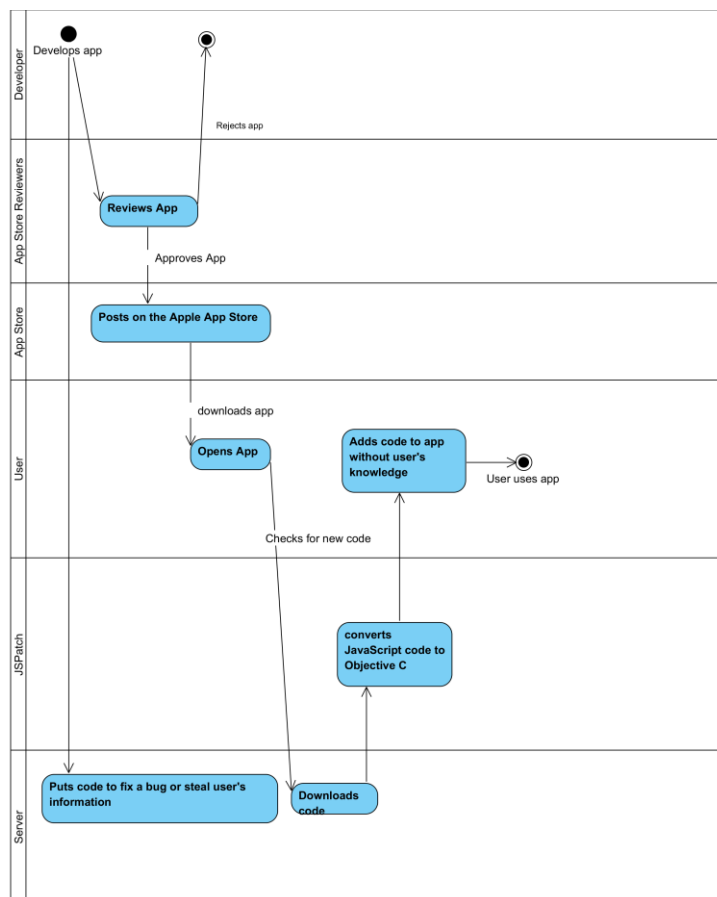 Developer
Develops app
Rejects app
App Store Reviewers
Reviews App
Approves App
App Store
Posts on the Apple App Store
User
downloads app
Opens App
Adds code to app
without user's
knowledge
User uses app
Checks for new code
JSPatch
converts
JavaScript code to
Objective C
Server
Puts code to fix a bug or steal user's
information
Downloads
code